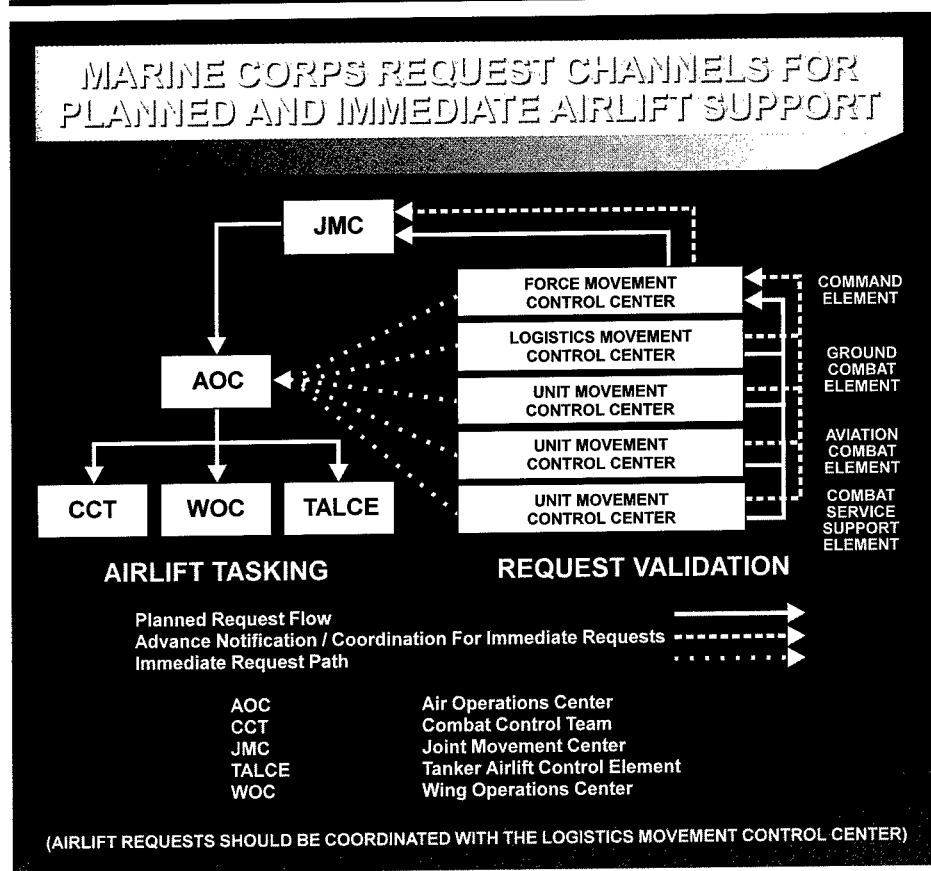 MARINE CORPS REQUEST CHANNELS FOR
PLANNED AND IMMEDIATE AIRLIFT SUPPORT
JMC
FORCE MOVEMENT
CONTROL CENTER
COMMAND
ELEMENT
LOGISTICS MOVEMENT
CONTROL CENTER
GROUND
COMBAT
ELEMENT
AOC
UNIT MOVEMENT
CONTROL CENTER
UNIT MOVEMENT
CONTROL CENTER
AVIATION
COMBAT
ELEMENT
CCT
WOC
TALCE
UNIT MOVEMENT
CONTROL CENTER
COMBAT
SERVICE
SUPPORT
ELEMENT
AIRLIFT TASKING
REQUEST VALIDATION
Planned Request Flow
Advance Notification / Coordination For Immediate Requests
Immediate Request Path
AOC Air Operations Center
CCT Combat Control Team
JMC Joint Movement Center
TALCE Tanker Airlift Control Element
WOC Wing Operations Center
(AIRLIFT REQUESTS SHOULD BE COORDINATED WITH THE LOGISTICS MOVEMENT CONTROL CENTER)